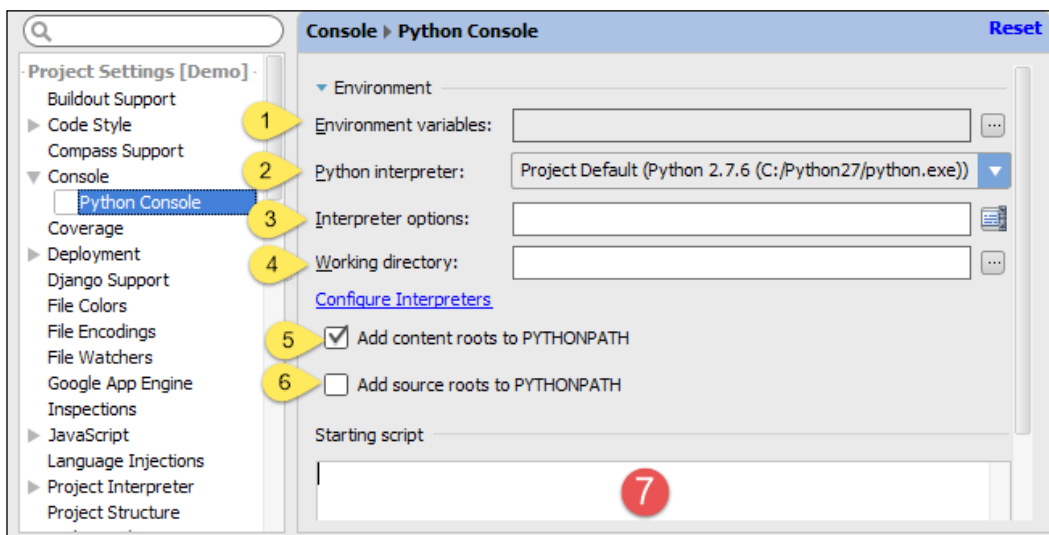 Project Settings [Demo]
Buildout Support
Code Style
Compass Support
Console
Python Console
Coverage
Deployment
Django Support
File Colors
File Encodings
File Watchers
Google App Engine
Inspections
JavaScript
Language Injections
Project Interpreter
Project Structure
Console Python Console
Reset
Environment
1
Environment variables:
...
2
Python interpreter:
Project Default (Python 2.7.6 (C:/Python27/python.exe))
3
Interpreter options:
4
Working directory:
...
Configure Interpreters
5
Add content roots to PYTHONPATH
6
Add source roots to PYTHONPATH
Starting script
7